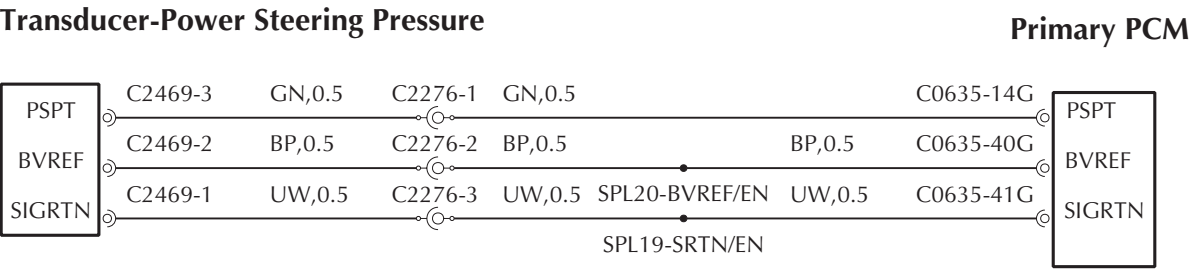 Transducer-Power Steering Pressure
Primary PCM
C2469-3 GN,0.5 C2276-1 GN,0.5 C0635-14G
PSPT PSPT
C2469-2 BP,0.5 C2276-2 BP,0.5 BP,0.5 C0635-40G
BVREF BVREF
C2469-1 UW,0.5 C2276-3 UW,0.5 SPL20-BVREF/EN UW,0.5 C0635-41G
SIGRTN SIGRTN
SPL19-SRTN/EN